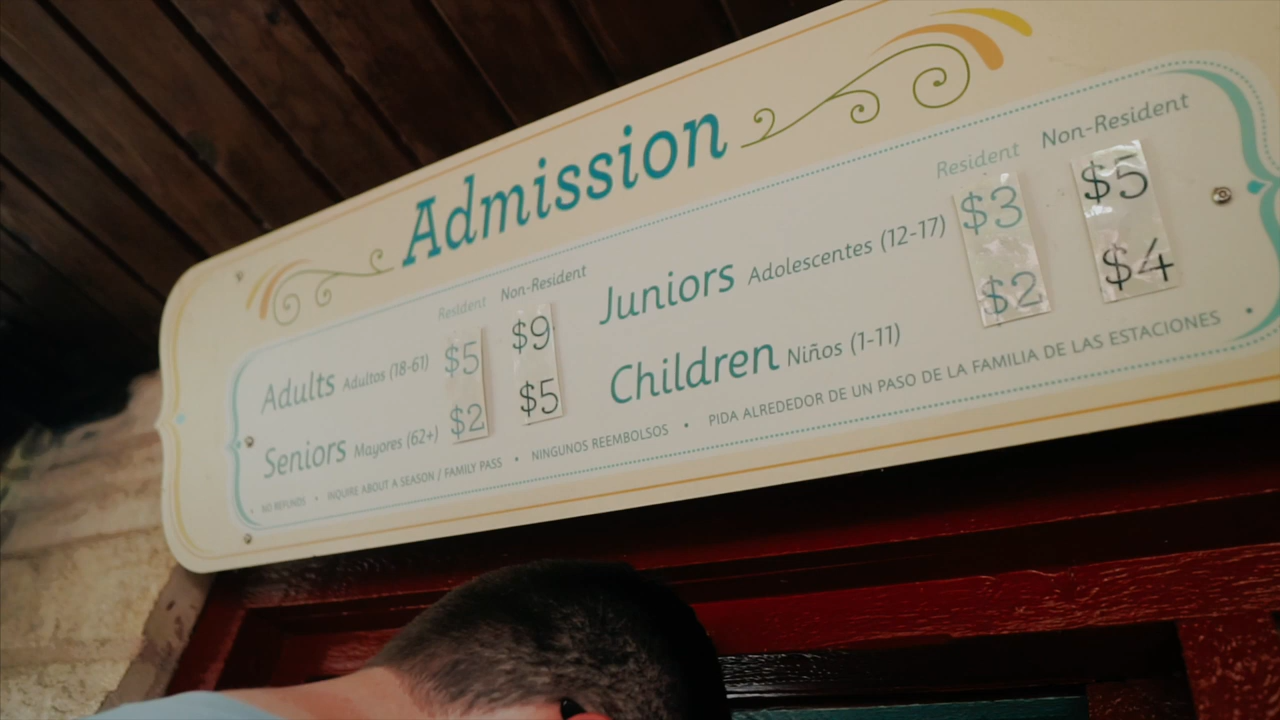 Admission
Resident Non-Resident
Adults Adultos (18-61) $5 $9
Seniors Mayores (62+) $2 $5
Resident Non-Resident
Juniors Adolescentes (12-17) $3 $5
Children Niños (1-11) $2 $4
• NO REFUNDS • INQUIRE ABOUT A SEASON / FAMILY PASS • NINGUNOS REEMBOLSOS • PIDA ALREDEDOR DE UN PASO DE LA FAMILIA DE LAS ESTACIONES •